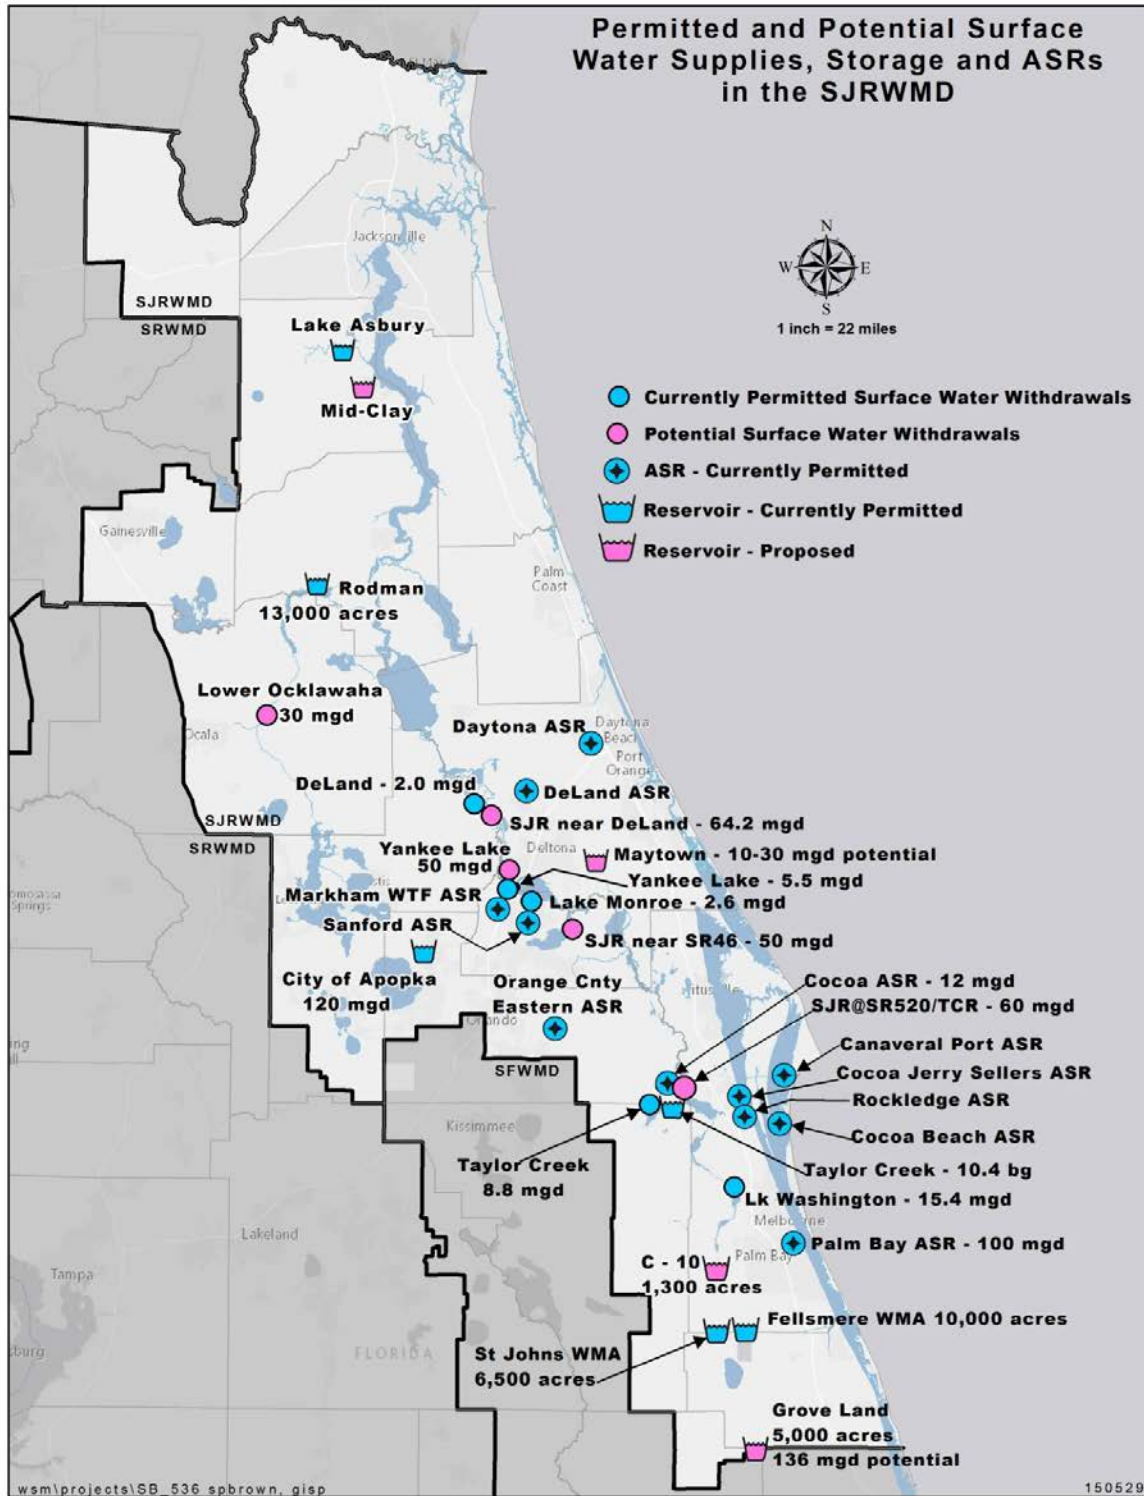 Permitted and Potential Surface
Water Supplies, Storage and ASRs
in the SJRWMD
N
W
E
S
1 inch = 22 miles
Jacksonville
SJRWMD
SRWMD
Lake Asbury
Mid-Clay
Currently Permitted Surface Water Withdrawals
Potential Surface Water Withdrawals
ASR - Currently Permitted
Reservoir - Currently Permitted
Reservoir - Proposed
Gainesville
Palm
Coast
Rodman
13,000 acres
Lower Ocklawaha
30 mgd
Ocala
Daytona ASR
Daytona
Beach
Port
Orange
DeLand - 2.0 mgd
DeLand ASR
SJR near DeLand - 64.2 mgd
SJRWMD
SRWMD
Deltona
Yankee Lake
50 mgd
Maytown - 10-30 mgd potential
Yankee Lake - 5.5 mgd
Markham WTF ASR
Lake Monroe - 2.6 mgd
Springs
Sanford ASR
SJR near SR46 - 50 mgd
City of Apopka
120 mgd
Orange Cnty
Eastern ASR
Orlando
Cocoa ASR - 12 mgd
SJR@SR520/TCR - 60 mgd
Canaveral Port ASR
SFWMD
Cocoa Jerry Sellers ASR
Rockledge ASR
Kissimmee
Cocoa Beach ASR
Taylor Creek
8.8 mgd
Taylor Creek - 10.4 bg
Lk Washington - 15.4 mgd
Melbourne
Lakeland
Palm Bay ASR - 100 mgd
Palm Bay
Tampa
C - 10
1,300 acres
Fellsmere WMA 10,000 acres
FLORIDA
St Johns WMA
6,500 acres
Grove Land
5,000 acres
136 mgd potential
wsm\projects\SB_536 spbrown, gisp
150529